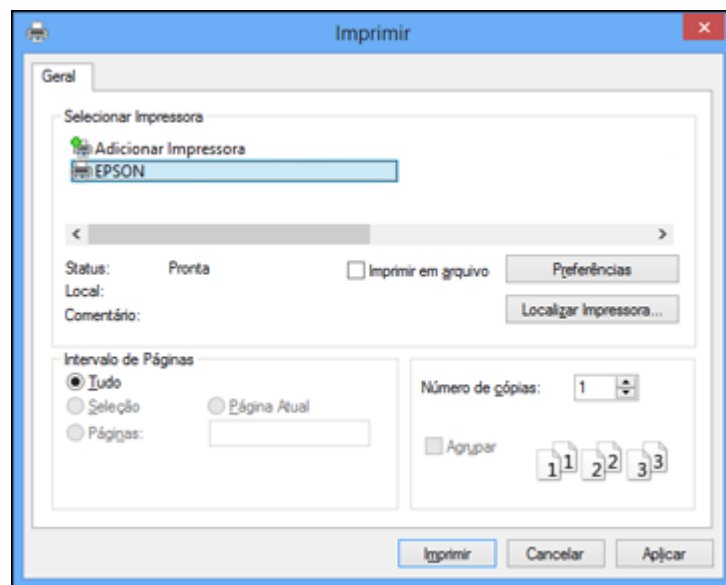 Imprimir
Geral
Selecionar Impressora
Adicionar Impressora
EPSON
Status: Pronta
Imprimir em arquivo
Preferências
Local:
Comentário:
Localizar Impressora...
Intervalo de Páginas
Tudo
Seleção
Página Atual
Páginas:
Número de cópias: 1
Agrupar
1 1 2 2 3 3
Imprimir
Cancelar
Aplicar